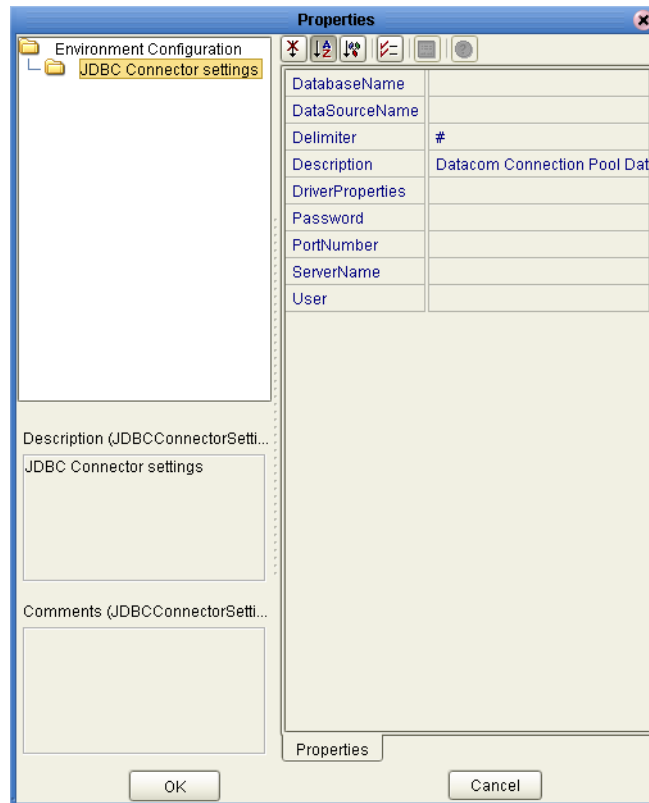 Properties
Environment Configuration
JDBC Connector settings
DatabaseName
DataSourceName
Delimiter #
Description Datacom Connection Pool Dat
DriverProperties
Password
PortNumber
ServerName
User
Description (JDBCConnectorSetti...
JDBC Connector settings
Comments (JDBCConnectorSetti...
Properties
OK Cancel